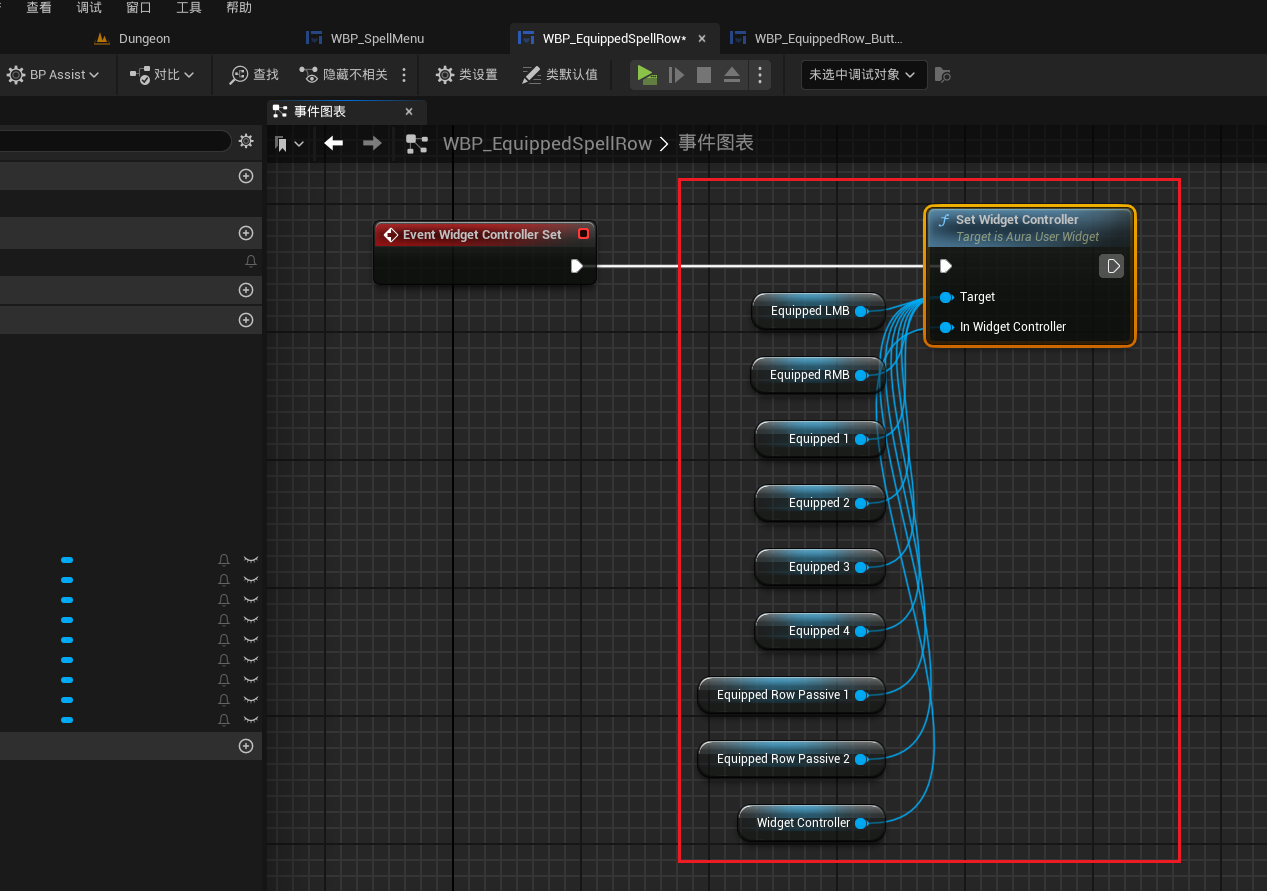 查看 调试 窗口 工具 帮助
Dungeon WBP_SpellMenu WBP_EquippedSpellRow* WBP_EquippedRow_Butt...
BP Assist 对比 查找 隐藏不相关 类设置 类默认值 未选中调试对象
事件图表
WBP_EquippedSpellRow > 事件图表
Event Widget Controller Set
Set Widget Controller
Target is Aura User Widget
Target
In Widget Controller
Equipped LMB
Equipped RMB
Equipped 1
Equipped 2
Equipped 3
Equipped 4
Equipped Row Passive 1
Equipped Row Passive 2
Widget Controller